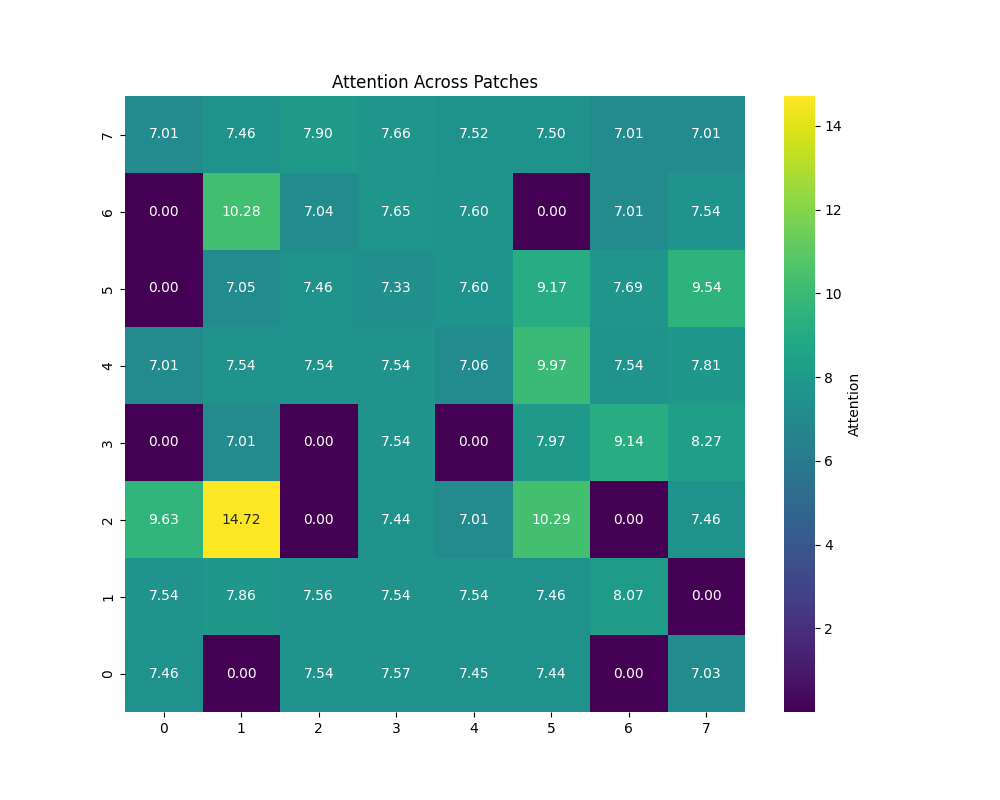 Attention Across Patches
7 7.01 7.46 7.90 7.66 7.52 7.50 7.01 7.01
6 0.00 10.28 7.04 7.65 7.60 0.00 7.01 7.54
5 0.00 7.05 7.46 7.33 7.60 9.17 7.69 9.54
4 7.01 7.54 7.54 7.54 7.06 9.97 7.54 7.81
3 0.00 7.01 0.00 7.54 0.00 7.97 9.14 8.27
2 9.63 14.72 0.00 7.44 7.01 10.29 0.00 7.46
1 7.54 7.86 7.56 7.54 7.54 7.46 8.07 0.00
0 7.46 0.00 7.54 7.57 7.45 7.44 0.00 7.03
0 1 2 3 4 5 6 7
14
12
10
8
6
4
2
Attention